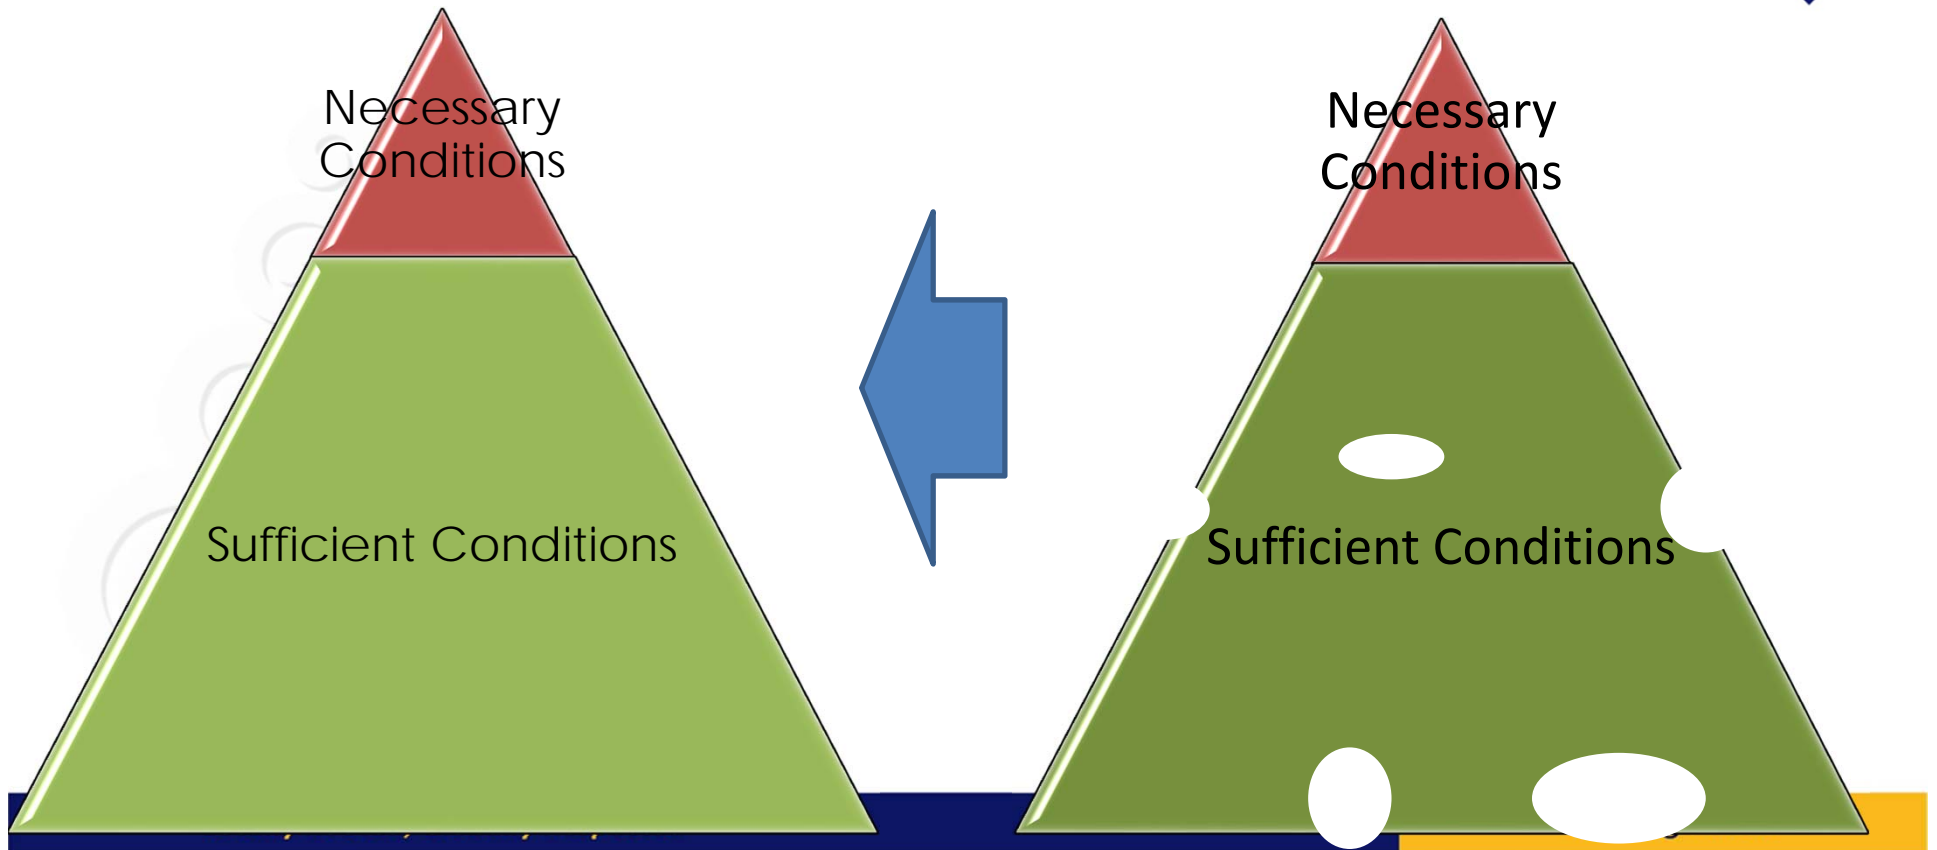 Necessary
Conditions
Sufficient Conditions
Necessary
Conditions
Sufficient Conditions